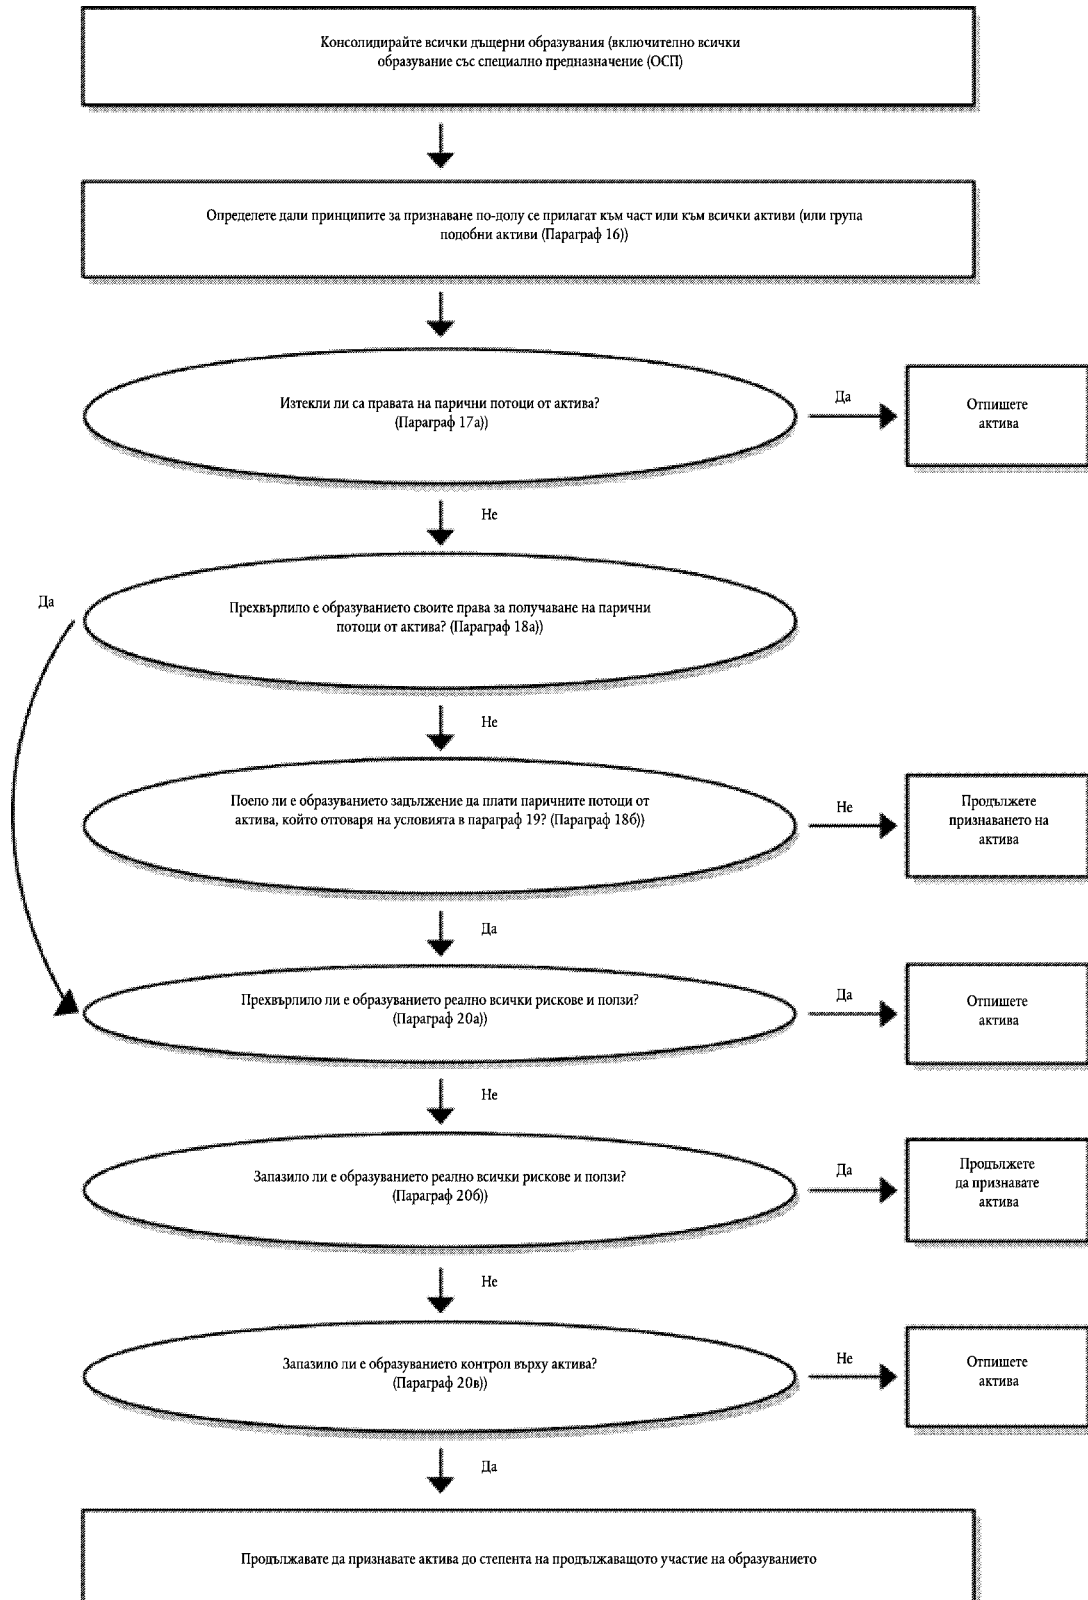 Консолидирайте всички дъщерни образувания (включително всички
образувание със специално предназначение (ОСП)
Определете дали принципите за признаване по-долу се прилагат към част или към всички активи (или група
подобни активи (Параграф 16))
Изтекли ли са правата на парични потоци от актива?
(Параграф 17а))
Да
Отпишете
актива
Не
Да
Прехвърлило е образуванието своите права за получаване на парични
потоци от актива? (Параграф 18а))
Не
Поело ли е образуванието задължение да плати паричните потоци от
актива, който отговаря на условията в параграф 19? (Параграф 18б))
Не
Продължете
признаването на
актива
Да
Прехвърлило ли е образуванието реално всички рискове и ползи?
(Параграф 20а))
Да
Отпишете
актива
Не
Запазило ли е образуванието реално всички рискове и ползи?
(Параграф 20б))
Да
Продължете
да признавате
актива
Не
Запазило ли е образуванието контрол върху актива?
(Параграф 20в))
Не
Отпишете
актива
Да
Продължавате да признавате актива до степента на продължаващото участие на образуванието